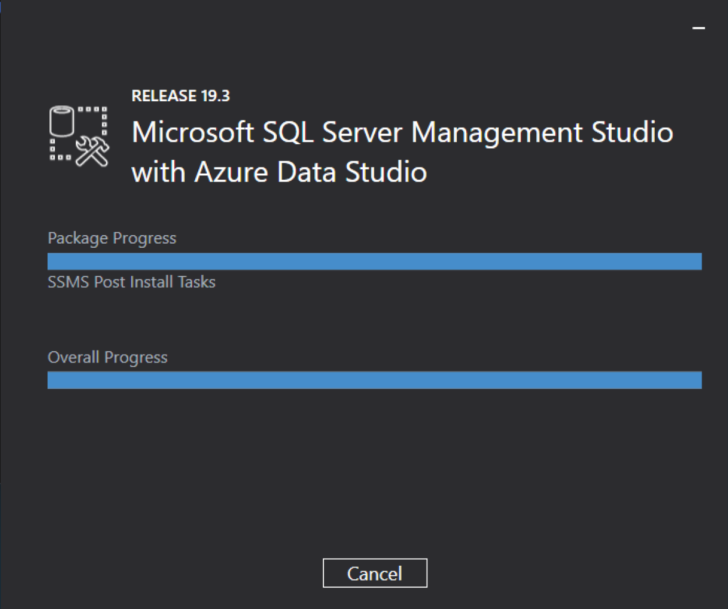 RELEASE 19.3
Microsoft SQL Server Management Studio
with Azure Data Studio
Package Progress
SSMS Post Install Tasks
Overall Progress
Cancel